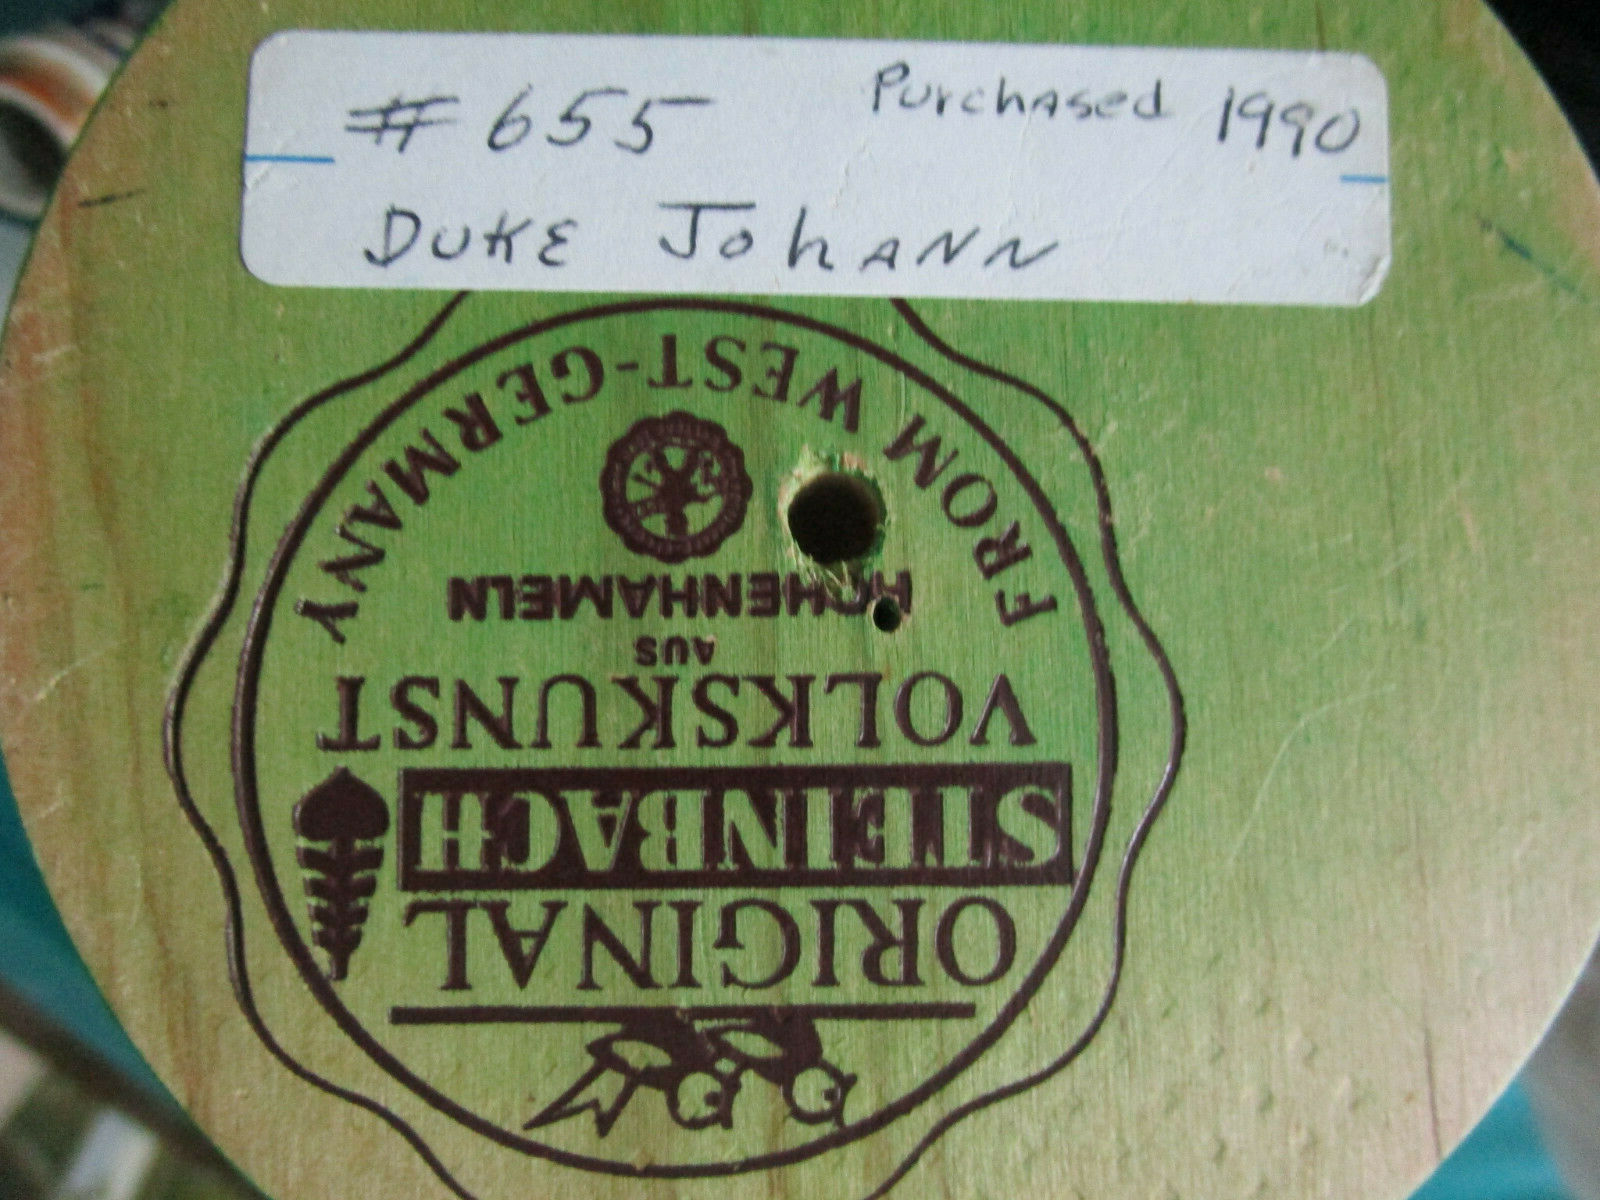 #655 Purchased 1990
DUKE JohANN
ORIGINAL
STEINBACH
VOLKSKUNST
AUS
HOHENHAMELN
FROM WEST-GERMANY